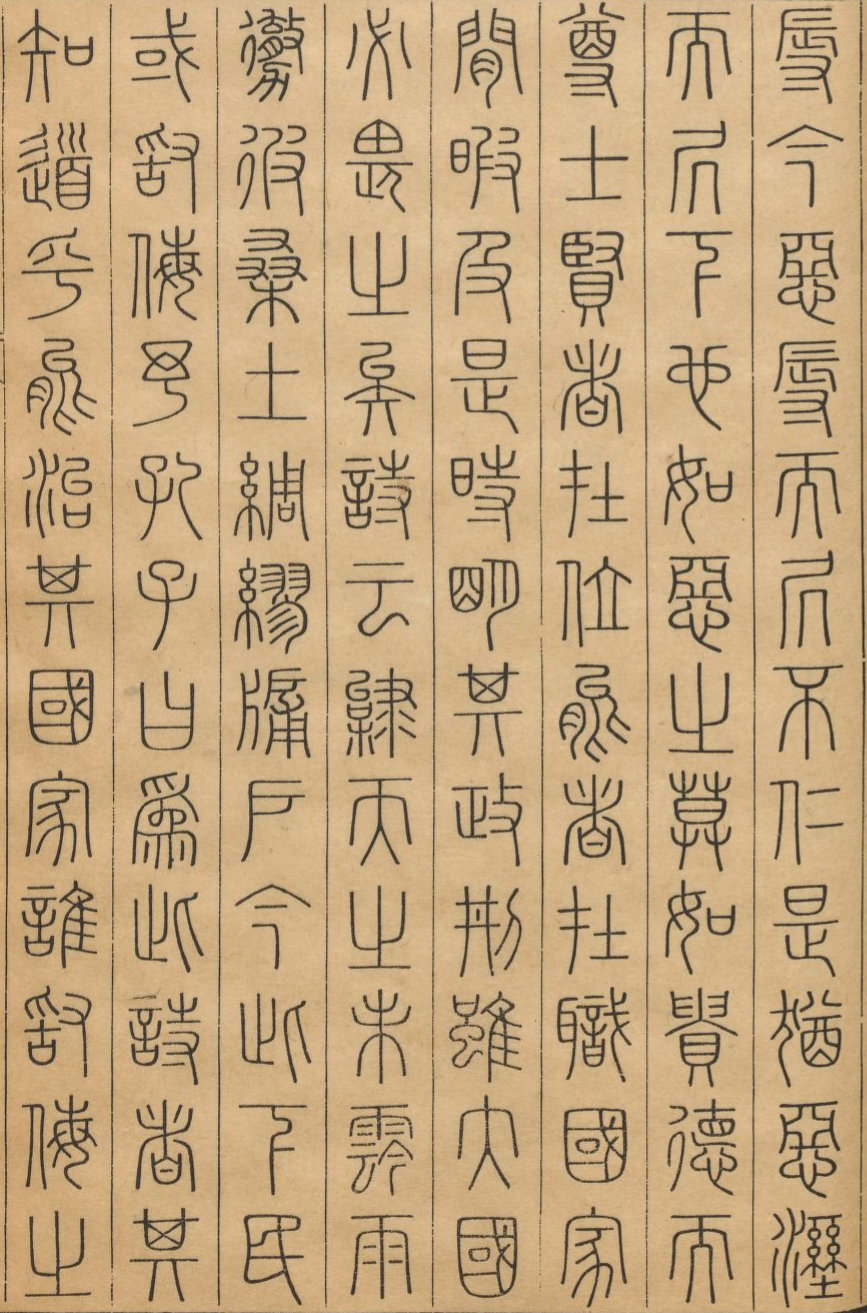 辱今惡辱而居不仁是猶惡溼
而居下也如惡之莫如貴德而
尊士賢者在位能者在職國家
閒暇及是時明其政刑雖大國
必畏之矣詩云迨天之未陰雨
徹彼桑土綢繆牖戶今此下民
或敢侮予孔子曰為此詩者其
知道乎能治其國家誰敢侮之